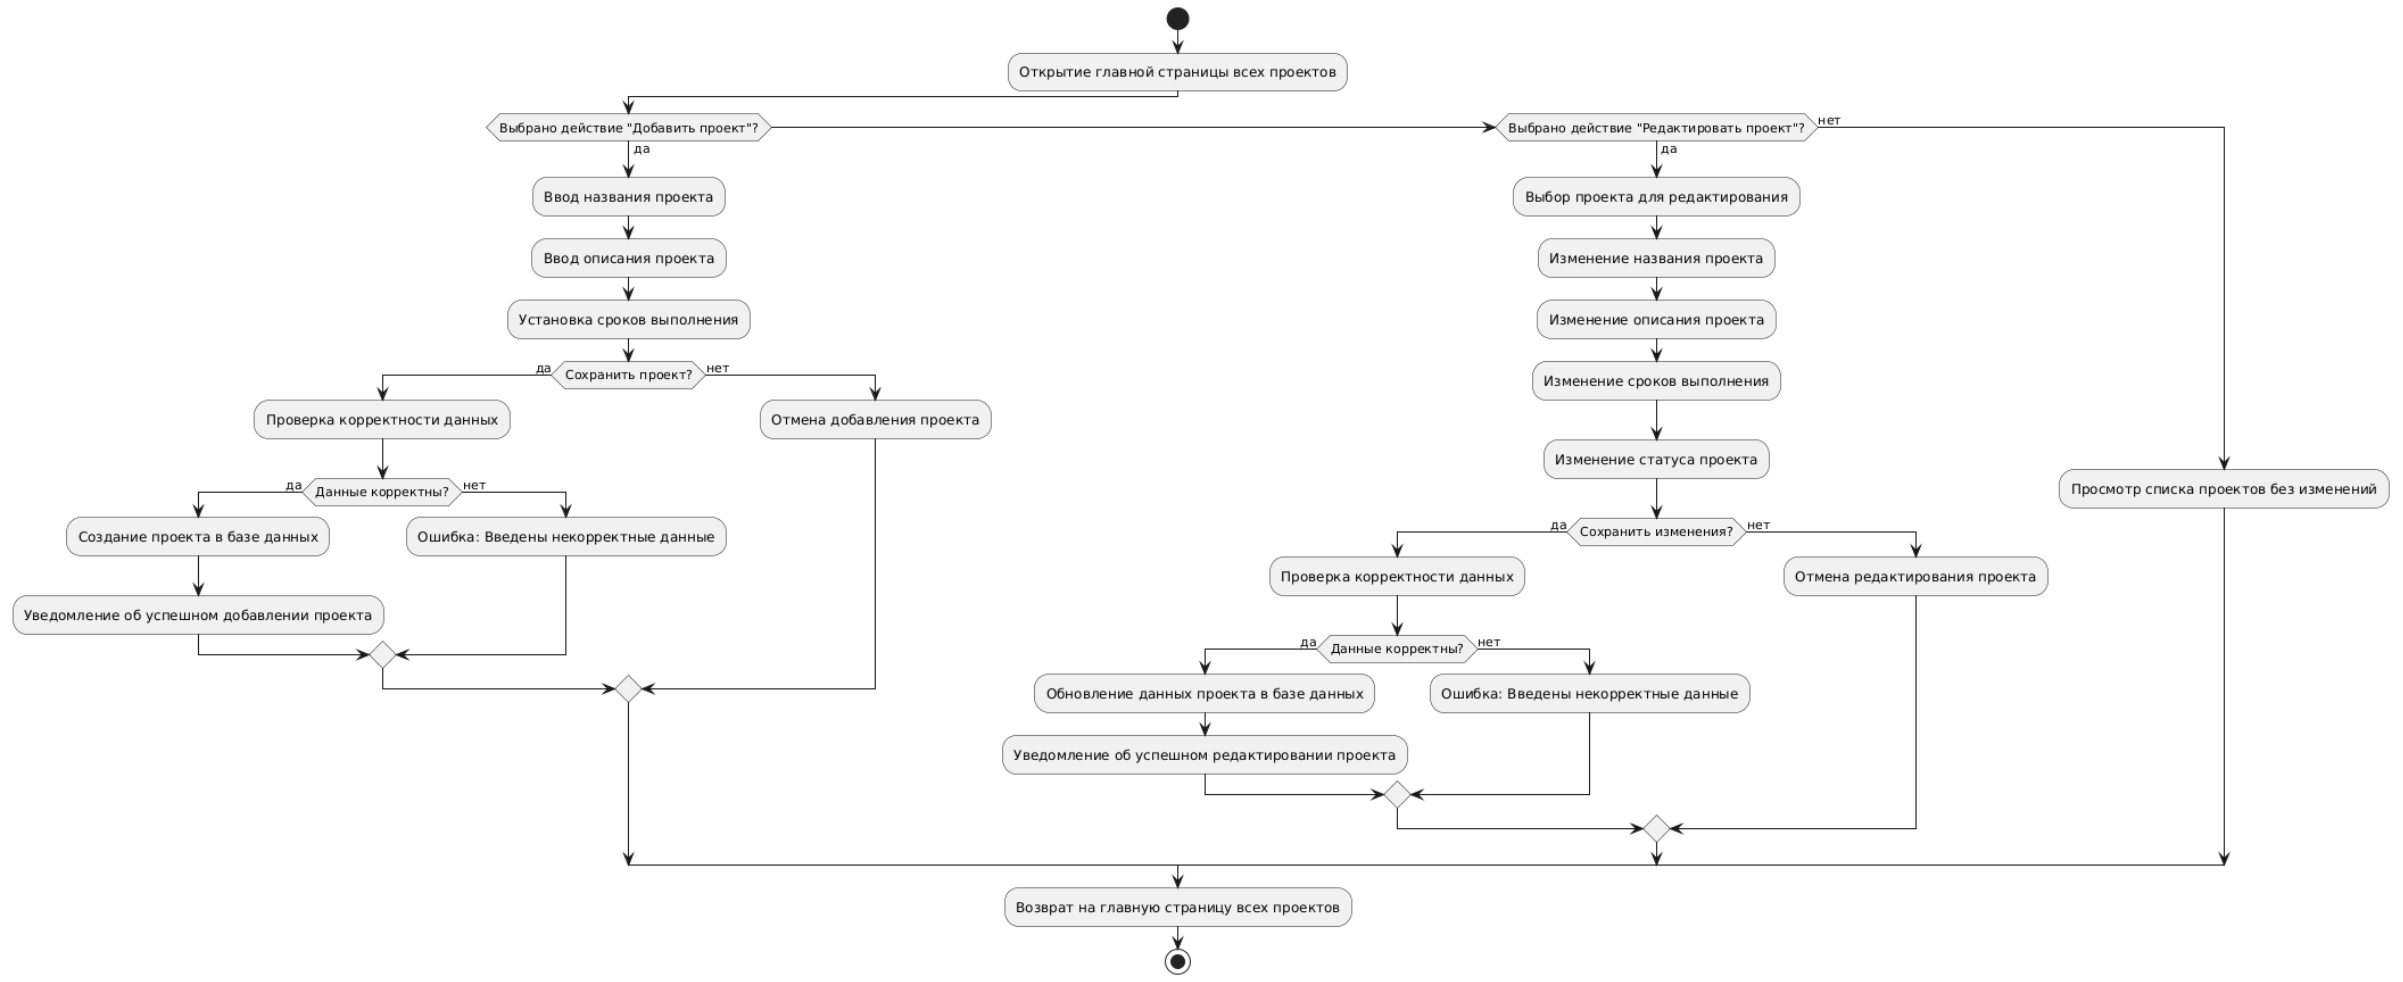 Открытие главной страницы всех проектов
Выбрано действие "Добавить проект"?
да
Ввод названия проекта
Ввод описания проекта
Установка сроков выполнения
Сохранить проект?
да
нет
Проверка корректности данных
Отмена добавления проекта
Данные корректны?
да
нет
Создание проекта в базе данных
Ошибка: Введены некорректные данные
Уведомление об успешном добавлении проекта
Выбрано действие "Редактировать проект"?
нет
да
Выбор проекта для редактирования
Изменение названия проекта
Изменение описания проекта
Изменение сроков выполнения
Изменение статуса проекта
Сохранить изменения?
да
нет
Проверка корректности данных
Отмена редактирования проекта
Данные корректны?
да
нет
Обновление данных проекта в базе данных
Ошибка: Введены некорректные данные
Уведомление об успешном редактировании проекта
Просмотр списка проектов без изменений
Возврат на главную страницу всех проектов